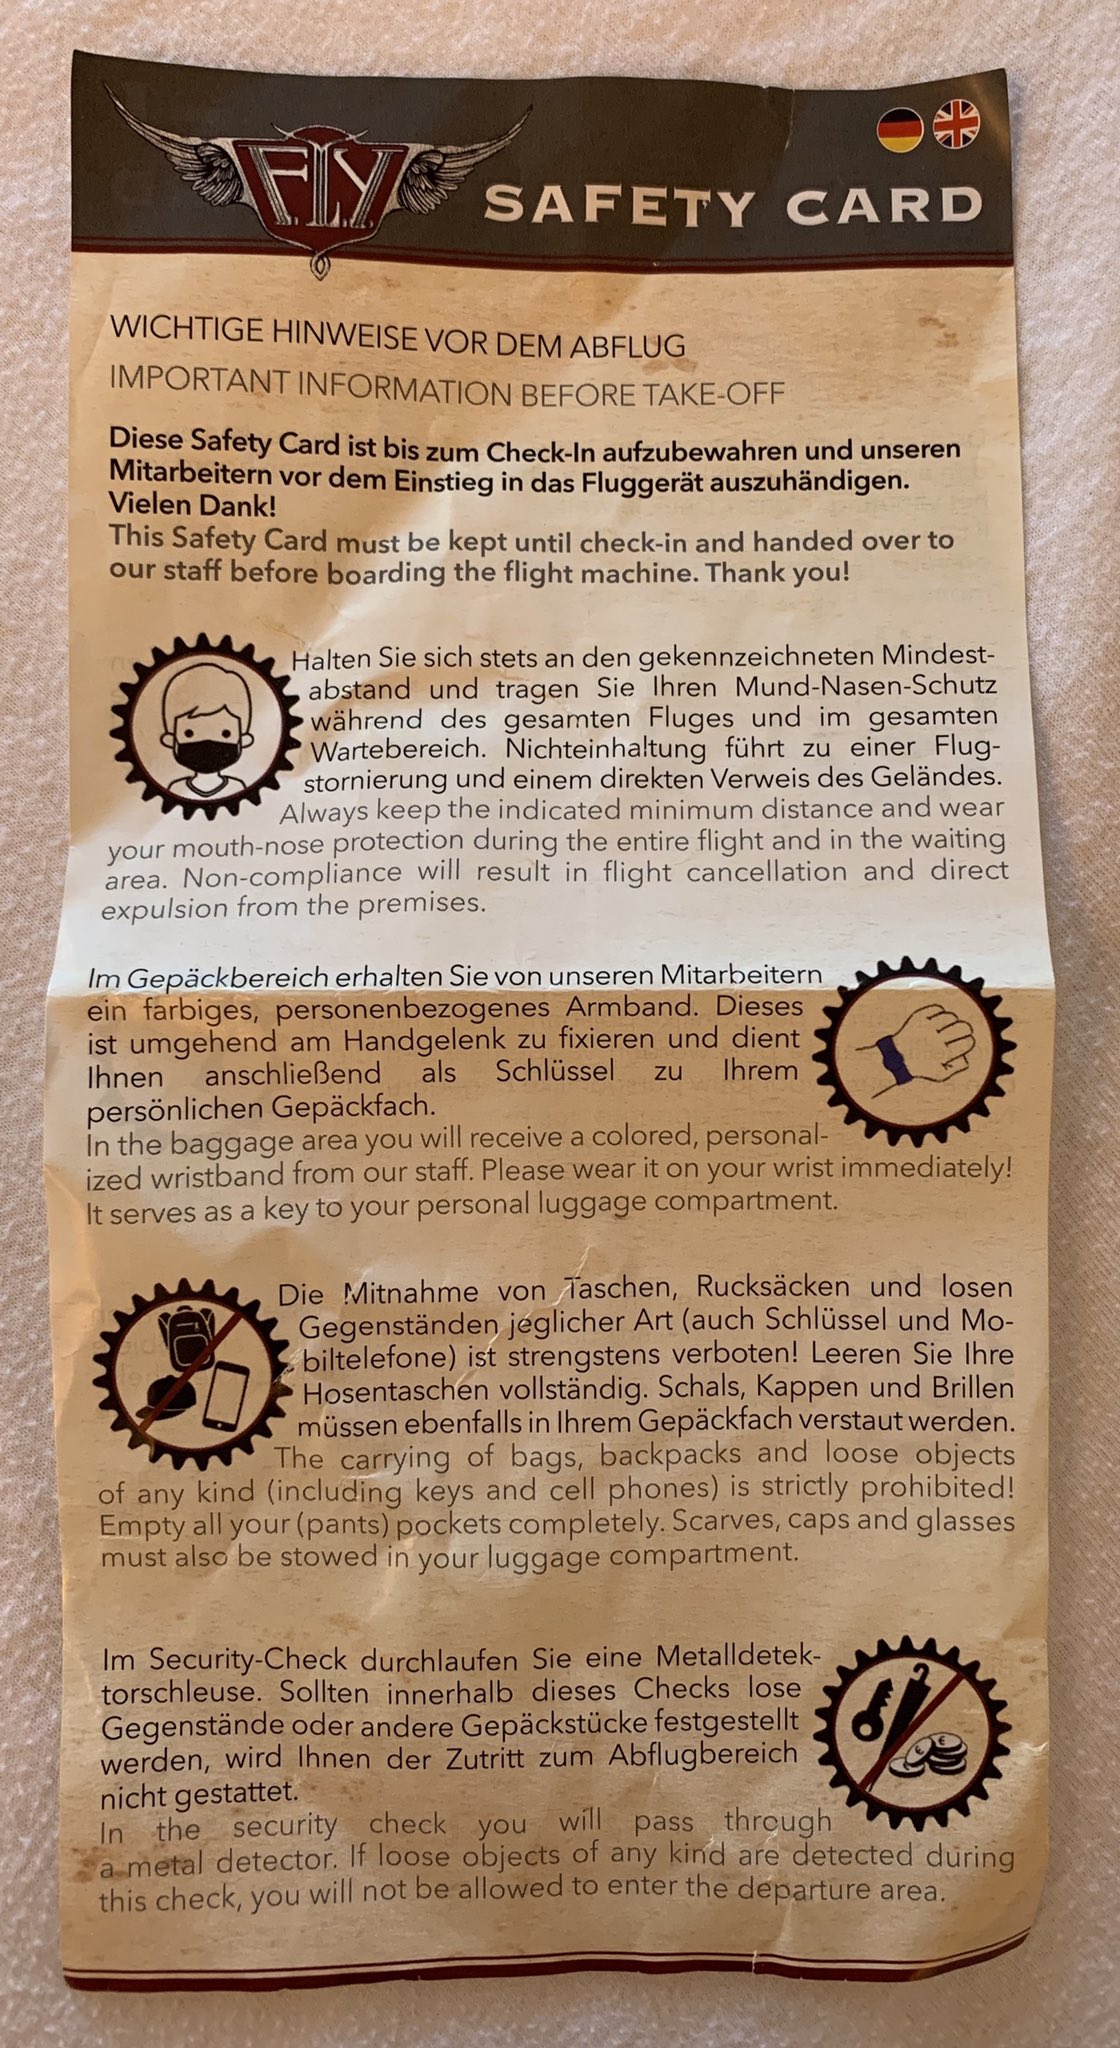 F.L.Y.
SAFETY CARD
WICHTIGE HINWEISE VOR DEM ABFLUG
IMPORTANT INFORMATION BEFORE TAKE-OFF
Diese Safety Card ist bis zum Check-In aufzubewahren und unseren
Mitarbeitern vor dem Einstieg in das Fluggerät auszuhändigen.
Vielen Dank!
This Safety Card must be kept until check-in and handed over to
our staff before boarding the flight machine. Thank you!
Halten Sie sich stets an den gekennzeichneten Mindest-
abstand und tragen Sie Ihren Mund-Nasen-Schutz
während des gesamten Fluges und im gesamten
Wartebereich. Nichteinhaltung führt zu einer Flug-
stornierung und einem direkten Verweis des Geländes.
Always keep the indicated minimum distance and wear
your mouth-nose protection during the entire flight and in the waiting
area. Non-compliance will result in flight cancellation and direct
expulsion from the premises.
Im Gepäckbereich erhalten Sie von unseren Mitarbeitern
ein farbiges, personenbezogenes Armband. Dieses
ist umgehend am Handgelenk zu fixieren und dient
Ihnen anschließend als Schlüssel zu Ihrem
persönlichen Gepäckfach.
In the baggage area you will receive a colored, personal-
ized wristband from our staff. Please wear it on your wrist immediately!
It serves as a key to your personal luggage compartment.
Die Mitnahme von Taschen, Rucksäcken und losen
Gegenständen jeglicher Art (auch Schlüssel und Mo-
biltelefone) ist strengstens verboten! Leeren Sie Ihre
Hosentaschen vollständig. Schals, Kappen und Brillen
müssen ebenfalls in Ihrem Gepäckfach verstaut werden.
The carrying of bags, backpacks and loose objects
of any kind (including keys and cell phones) is strictly prohibited!
Empty all your (pants) pockets completely. Scarves, caps and glasses
must also be stowed in your luggage compartment.
Im Security-Check durchlaufen Sie eine Metalldetek-
torschleuse. Sollten innerhalb dieses Checks lose
Gegenstände oder andere Gepäckstücke festgestellt
werden, wird Ihnen der Zutritt zum Abflugbereich
nicht gestattet.
In the security check you will pass through
a metal detector. If loose objects of any kind are detected during
this check, you will not be allowed to enter the departure area.